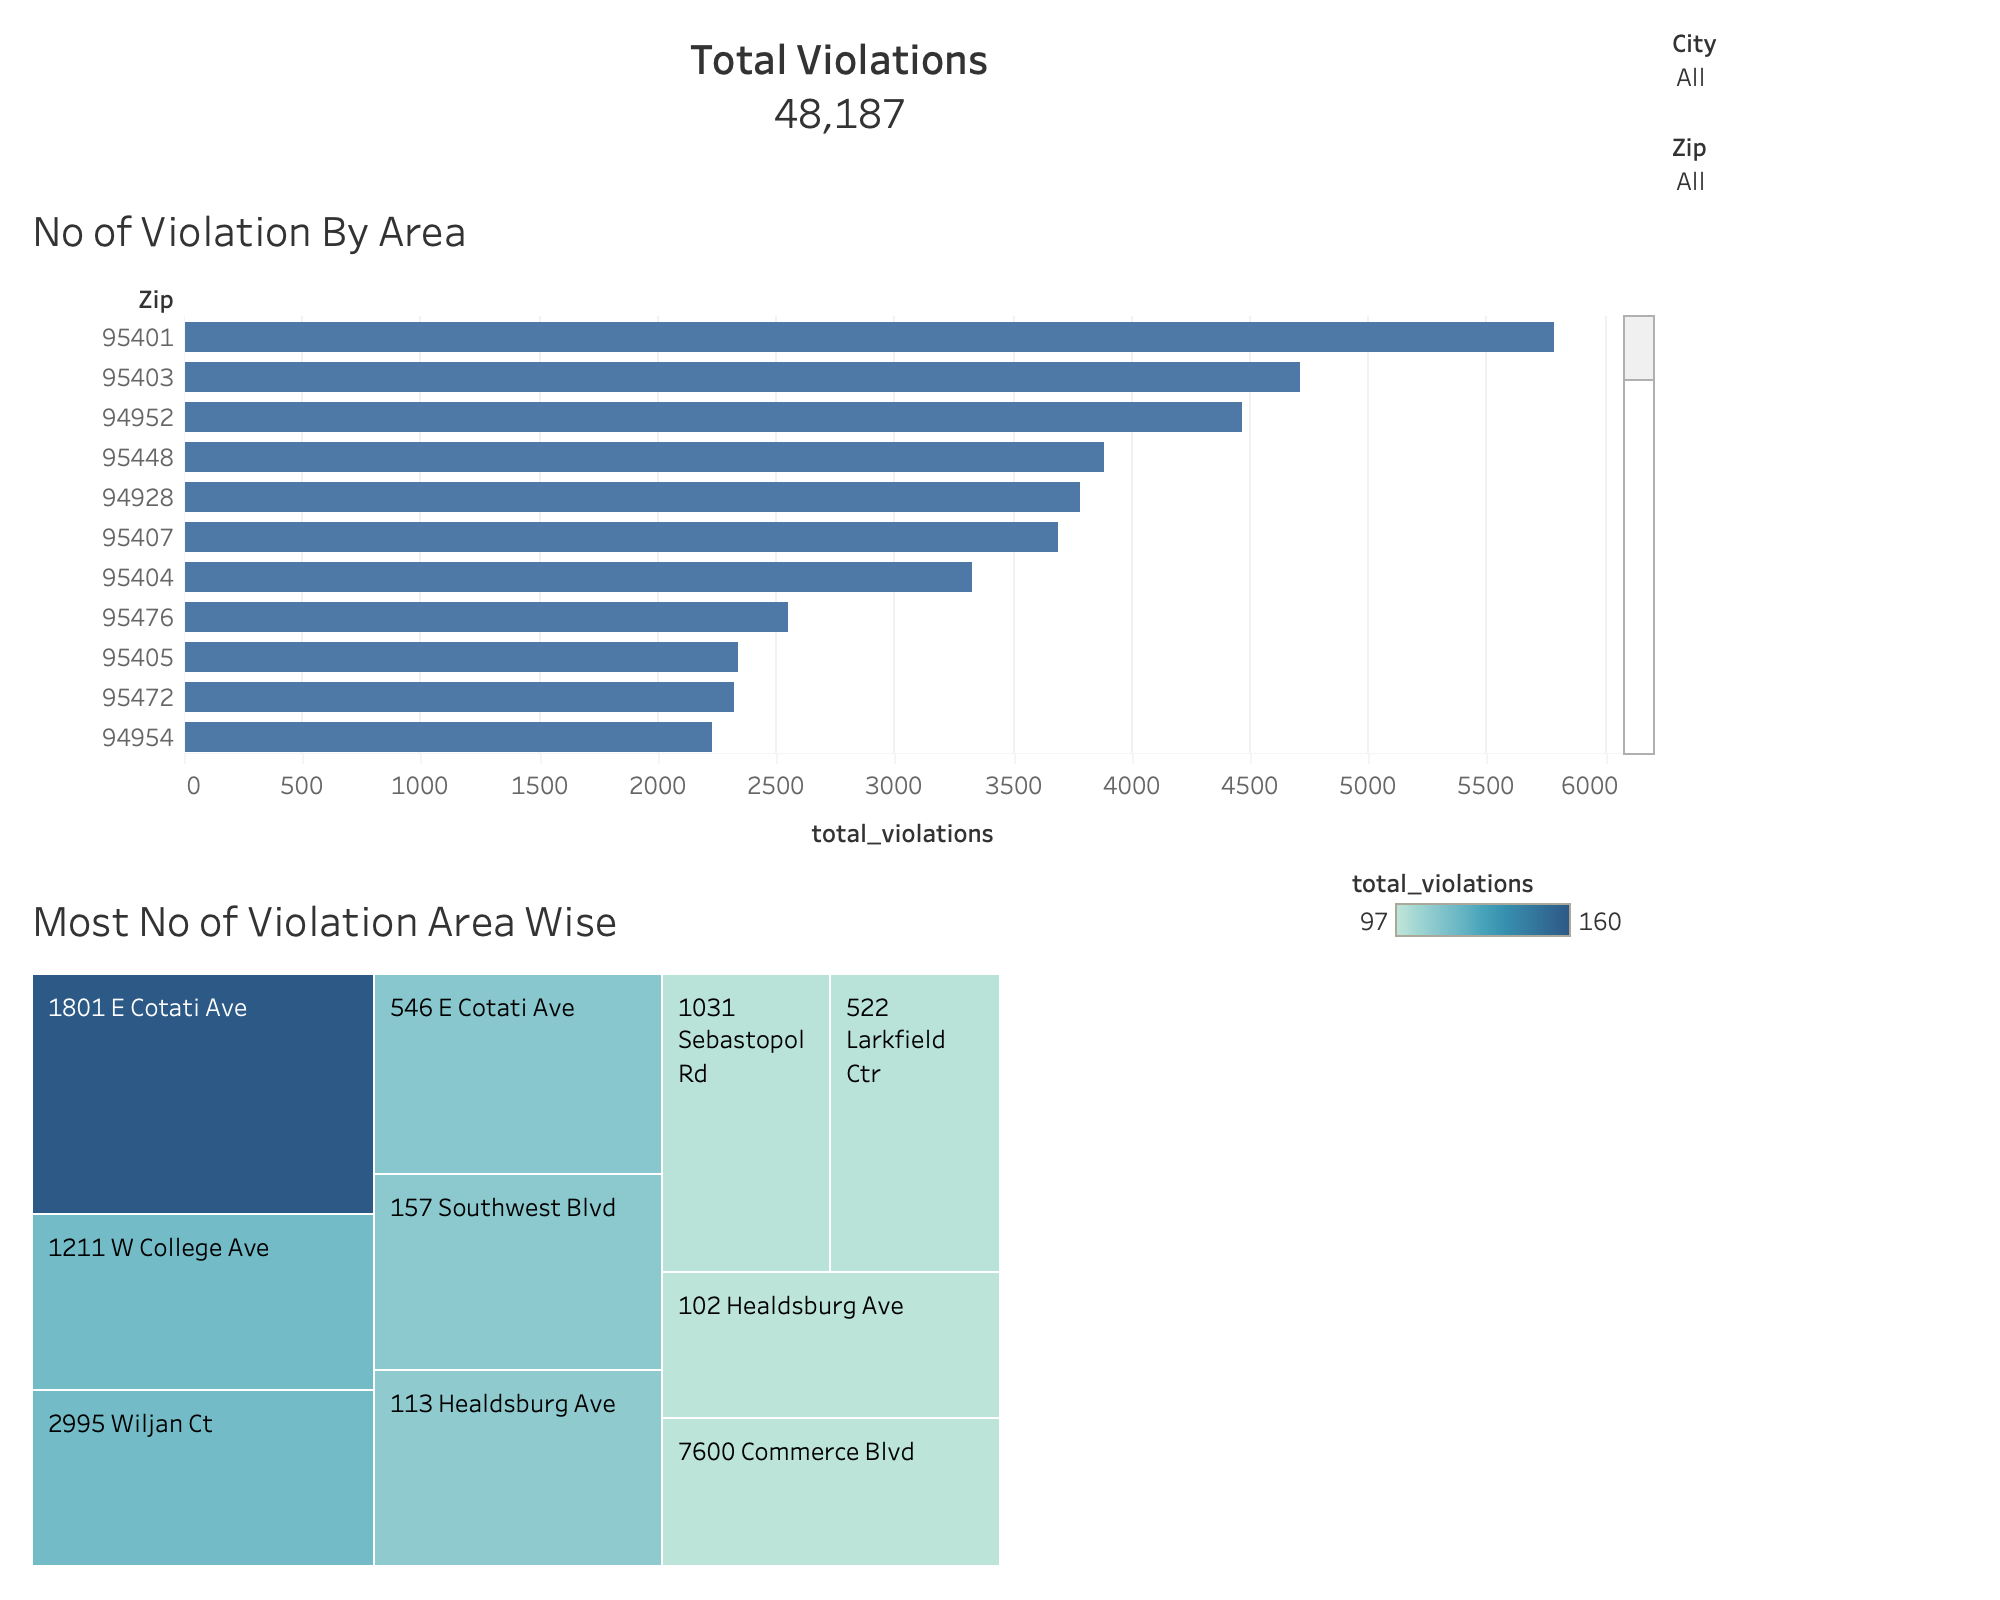 Total Violations
48,187
City
All
Zip
All
No of Violation By Area
Zip
95401
95403
94952
95448
94928
95407
95404
95476
95405
95472
94954
0 500 1000 1500 2000 2500 3000 3500 4000 4500 5000 5500 6000
total_violations
total_violations
97 160
Most No of Violation Area Wise
1801 E Cotati Ave
1211 W College Ave
2995 Wiljan Ct
546 E Cotati Ave
157 Southwest Blvd
113 Healdsburg Ave
1031
Sebastopol
Rd
522
Larkfield
Ctr
102 Healdsburg Ave
7600 Commerce Blvd